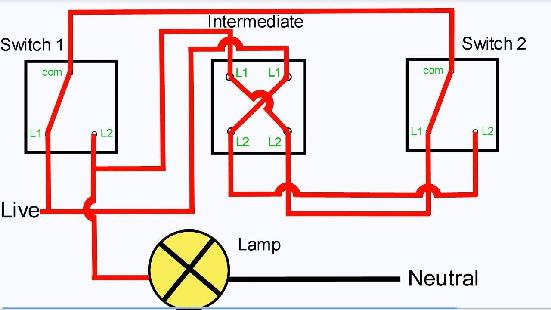 Intermediate
Switch 1
Switch 2
com
L1
L1
com
L1
L2
L2
L2
L1
L2
Live
Lamp
Neutral